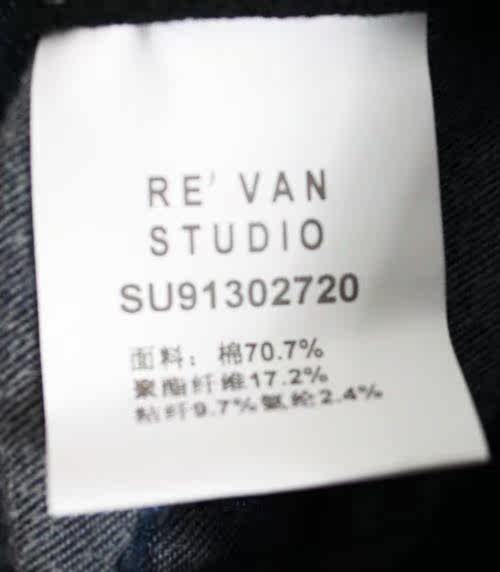 RE' VAN
STUDIO
SU91302720
面料：棉70.7%
聚酯纤维17.2%
粘纤9.7%氨纶2.4%